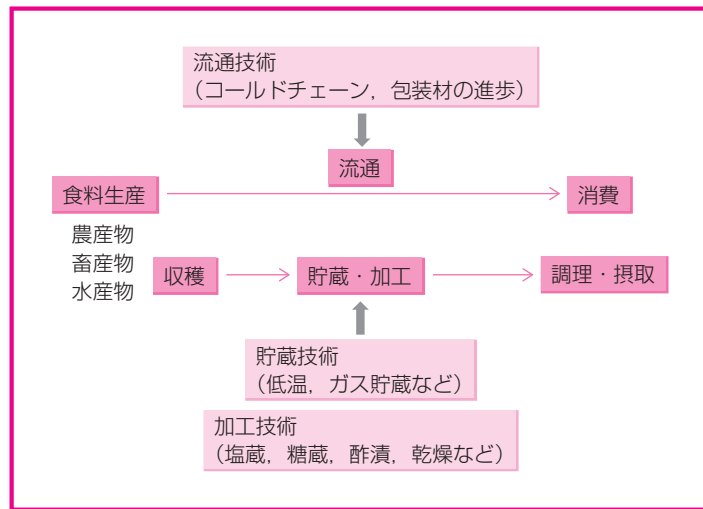 流通技術
(コールドチェーン，包装材の進歩)
流通
食料生産
消費
農産物
畜産物
水産物
収穫
貯蔵・加工
調理・摂取
貯蔵技術
(低温，ガス貯蔵など)
加工技術
(塩蔵，糖蔵，酢漬，乾燥など)